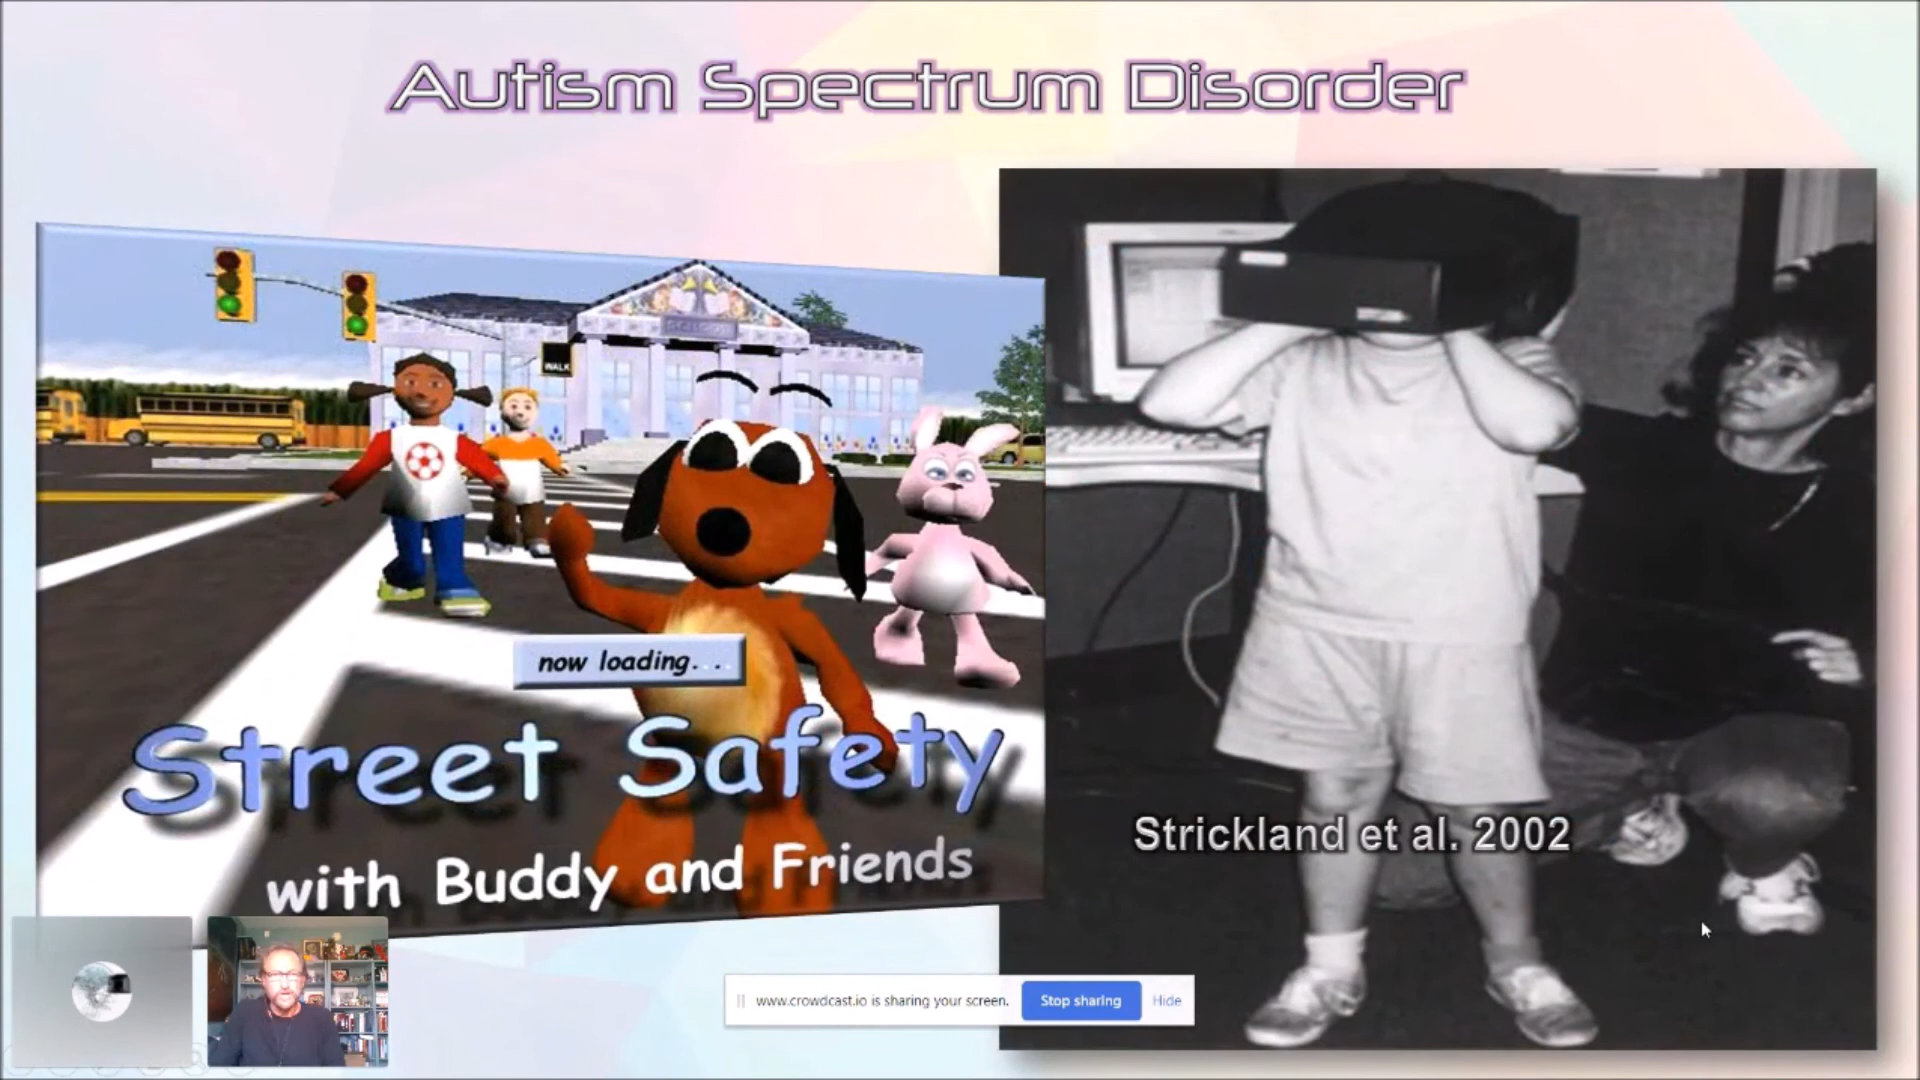 Autism Spectrum Disorder
SCHOOL
WALK
now loading....
Street Safety
with Buddy and Friends
Strickland et al. 2002
www.crowdcast.io is sharing your screen.
Stop sharing
Hide